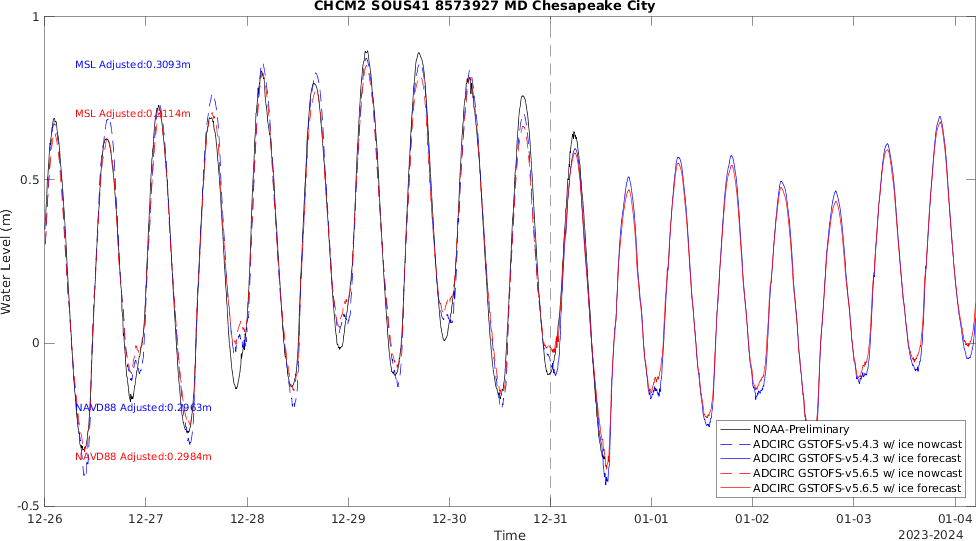 CHCM2 SOUS41 8573927 MD Chesapeake City
1
MSL Adjusted:0.3093m
MSL Adjusted:0.3114m
0.5
Water Level (m)
0
NAVD88 Adjusted:0.2963m
NAVD88 Adjusted:0.2984m
NOAA-Preliminary
ADCIRC GSTOFS-v5.4.3 w/ ice nowcast
ADCIRC GSTOFS-v5.4.3 w/ ice forecast
ADCIRC GSTOFS-v5.6.5 w/ ice nowcast
ADCIRC GSTOFS-v5.6.5 w/ ice forecast
-0.5
12-26 12-27 12-28 12-29 12-30 12-31 01-01 01-02 01-03 01-04
Time
2023-2024